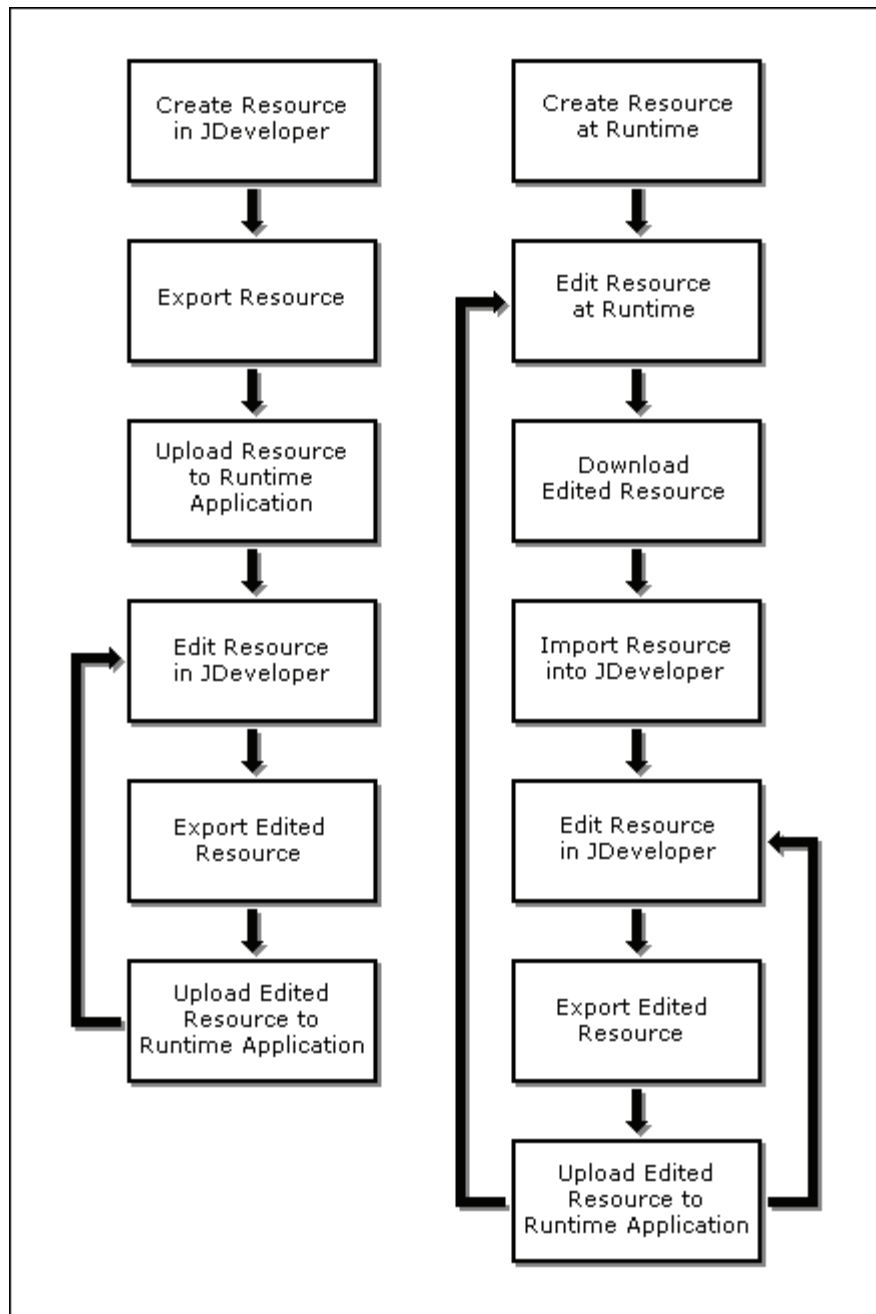 Create Resource
in JDeveloper
Export Resource
Upload Resource
to Runtime
Application
Edit Resource
in JDeveloper
Export Edited
Resource
Upload Edited
Resource to
Runtime Application
Create Resource
at Runtime
Edit Resource
at Runtime
Download
Edited Resource
Import Resource
into JDeveloper
Edit Resource
in JDeveloper
Export Edited
Resource
Upload Edited
Resource to
Runtime Application